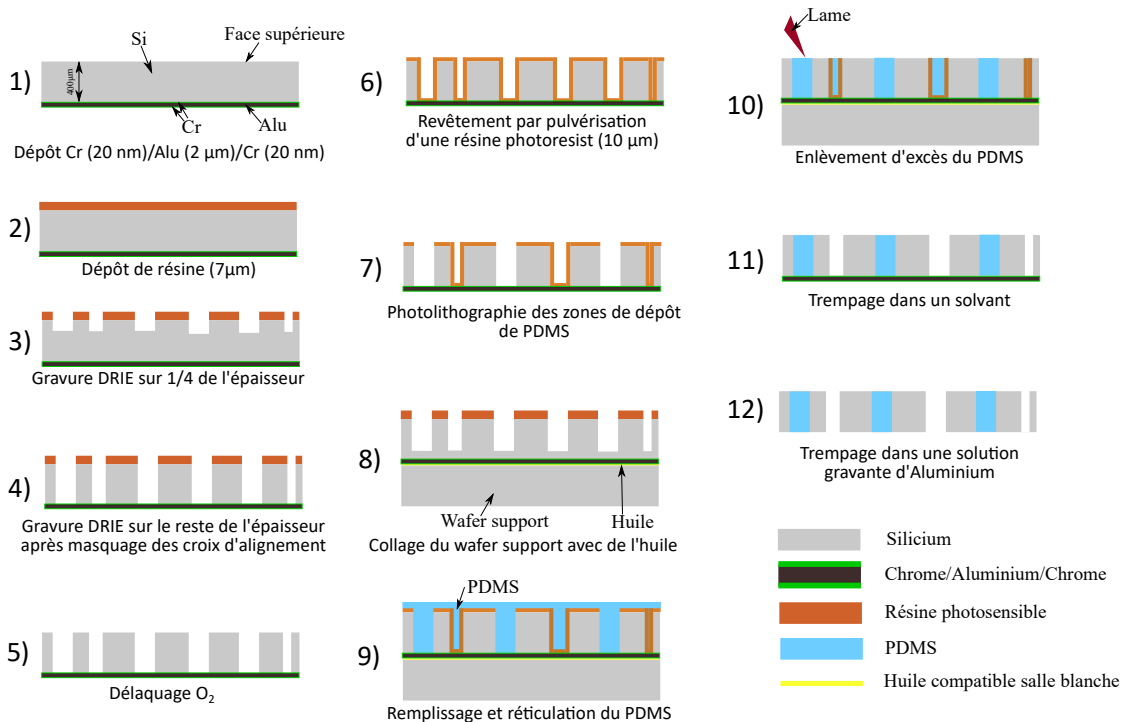 1)
Si
Face supérieure
400µm
Cr
Alu
Dépôt Cr (20 nm)/Alu (2 µm)/Cr (20 nm)
2)
Dépôt de résine (7µm)
3)
Gravure DRIE sur 1/4 de l'épaisseur
4)
Gravure DRIE sur le reste de l'épaisseur
après masquage des croix d'alignement
5)
Délaquage O₂
6)
Revêtement par pulvérisation
d'une résine photoresist (10 µm)
7)
Photolithographie des zones de dépôt
de PDMS
8)
Wafer support
Huile
Collage du wafer support avec de l'huile
PDMS
9)
Remplissage et réticulation du PDMS
Lame
10)
Enlèvement d'excès du PDMS
11)
Trempage dans un solvant
12)
Trempage dans une solution
gravante d'Aluminium
Silicium
Chrome/Aluminium/Chrome
Résine photosensible
PDMS
Huile compatible salle blanche